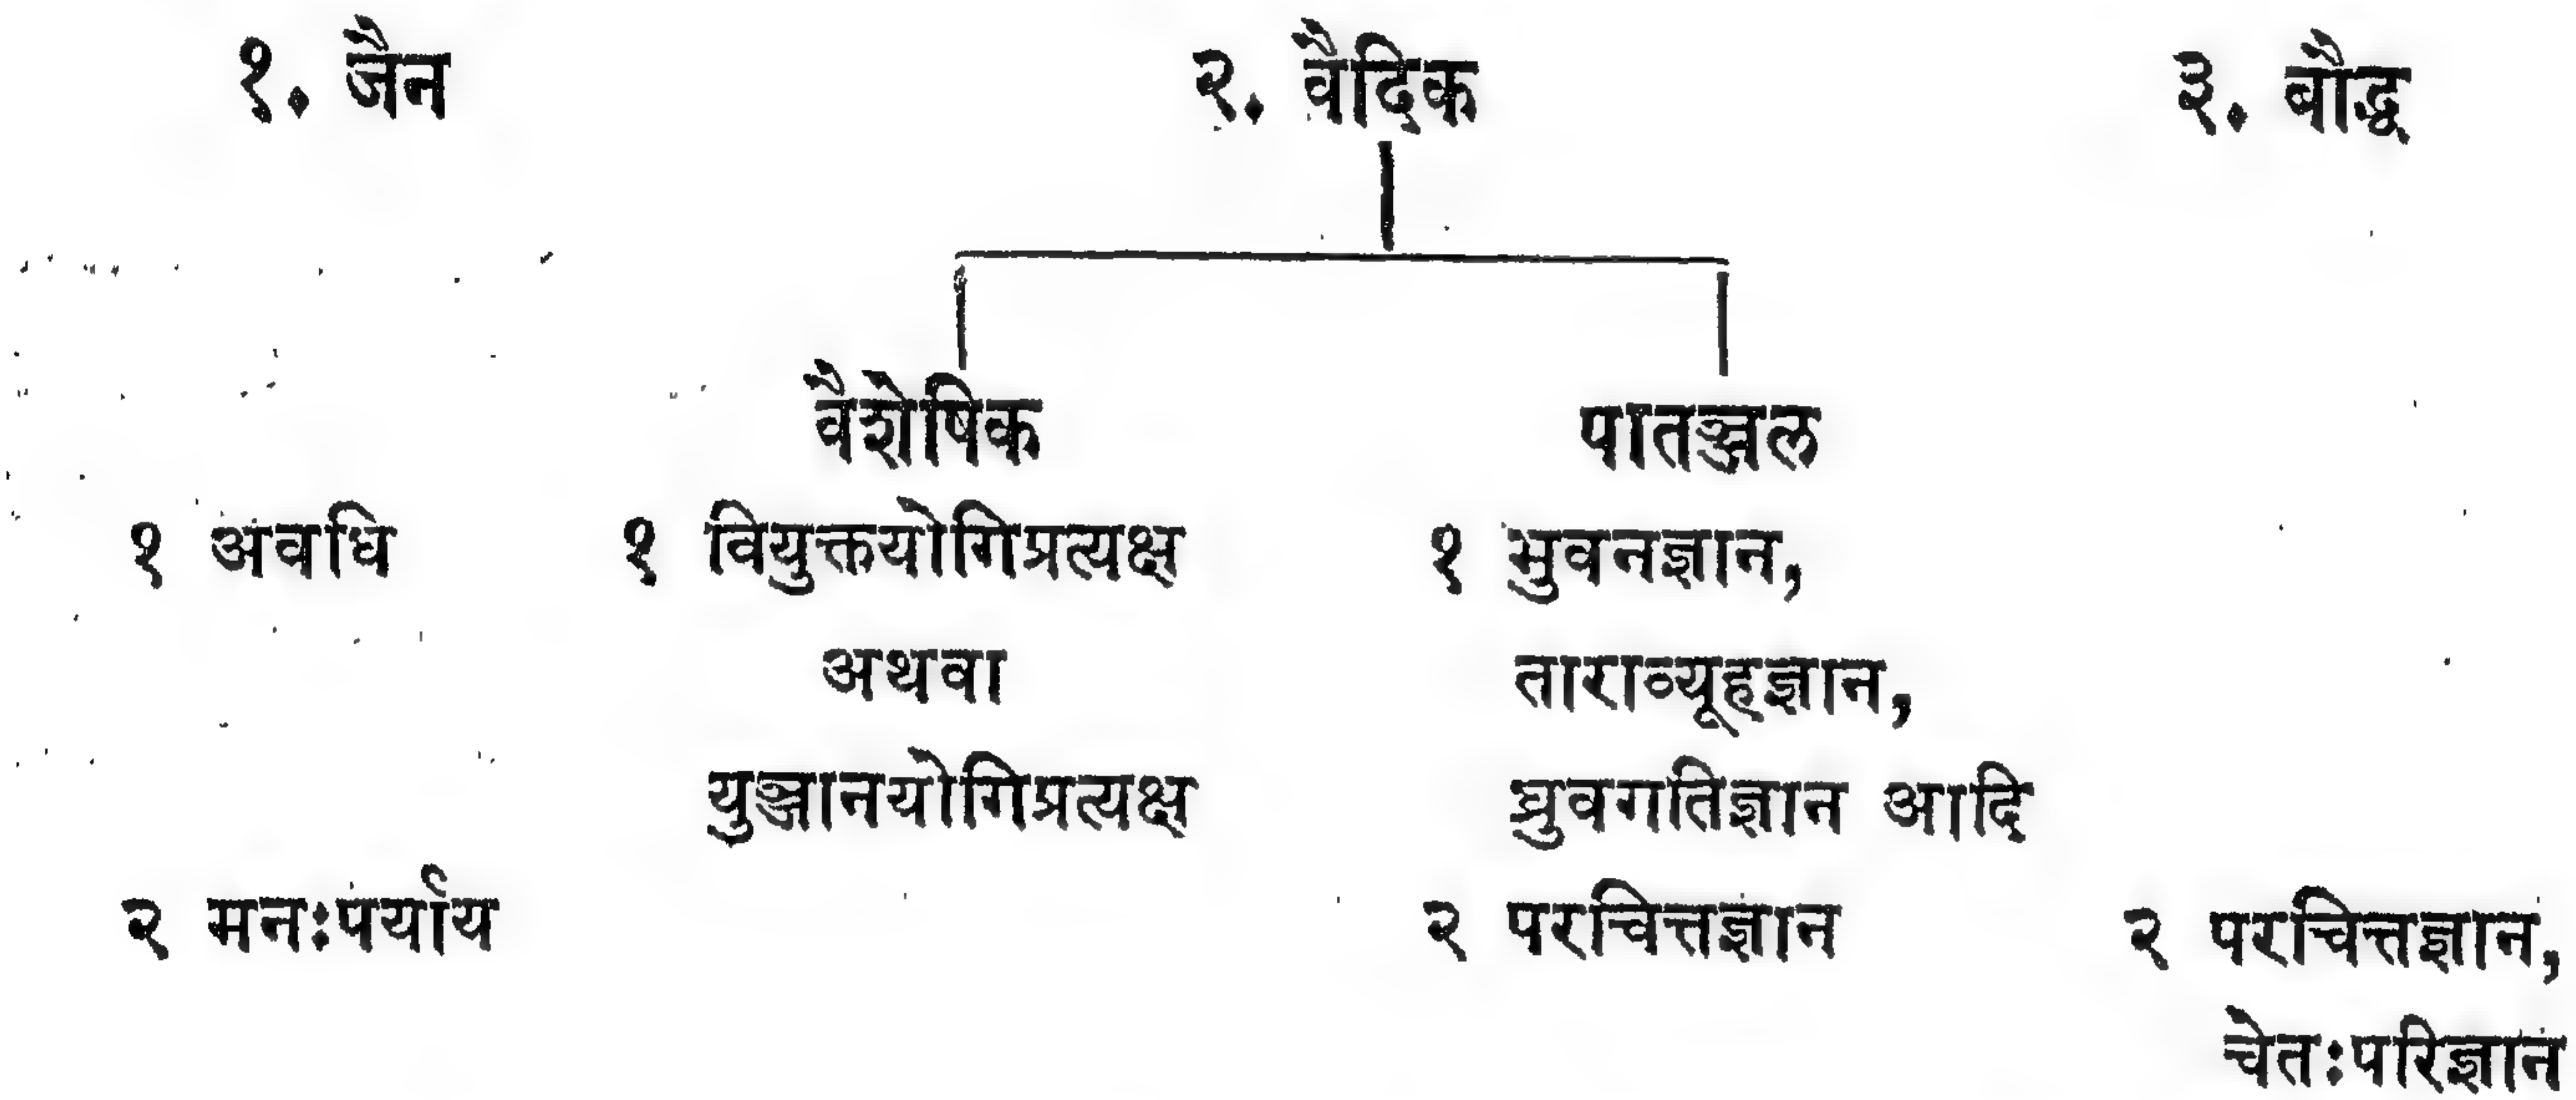 १. जैन २. वैदिक ३. बौद्ध
वैशेषिक पातञ्जल
१ अवधि १ वियुक्तयोगिप्रत्यक्ष १ भुवनज्ञान,
अथवा ताराव्यूहज्ञान,
युञ्जानयोगिप्रत्यक्ष ध्रुवगतिज्ञान आदि
२ मनःपर्याय २ परचित्तज्ञान २ परचित्तज्ञान,
चेतःपरिज्ञान